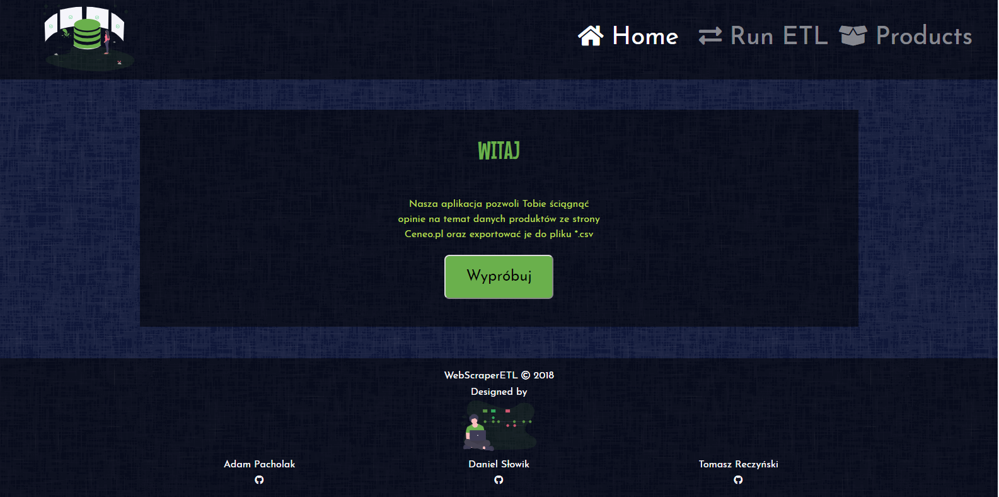 Home Run ETL Products
WITAJ
Nasza aplikacja pozwoli Tobie ściągnąć
opinie na temat danych produktów ze strony
Ceneo.pl oraz exportować je do pliku *.csv
Wypróbuj
WebScraperETL © 2018
Designed by
Adam Pacholak Daniel Słowik Tomasz Reczyński